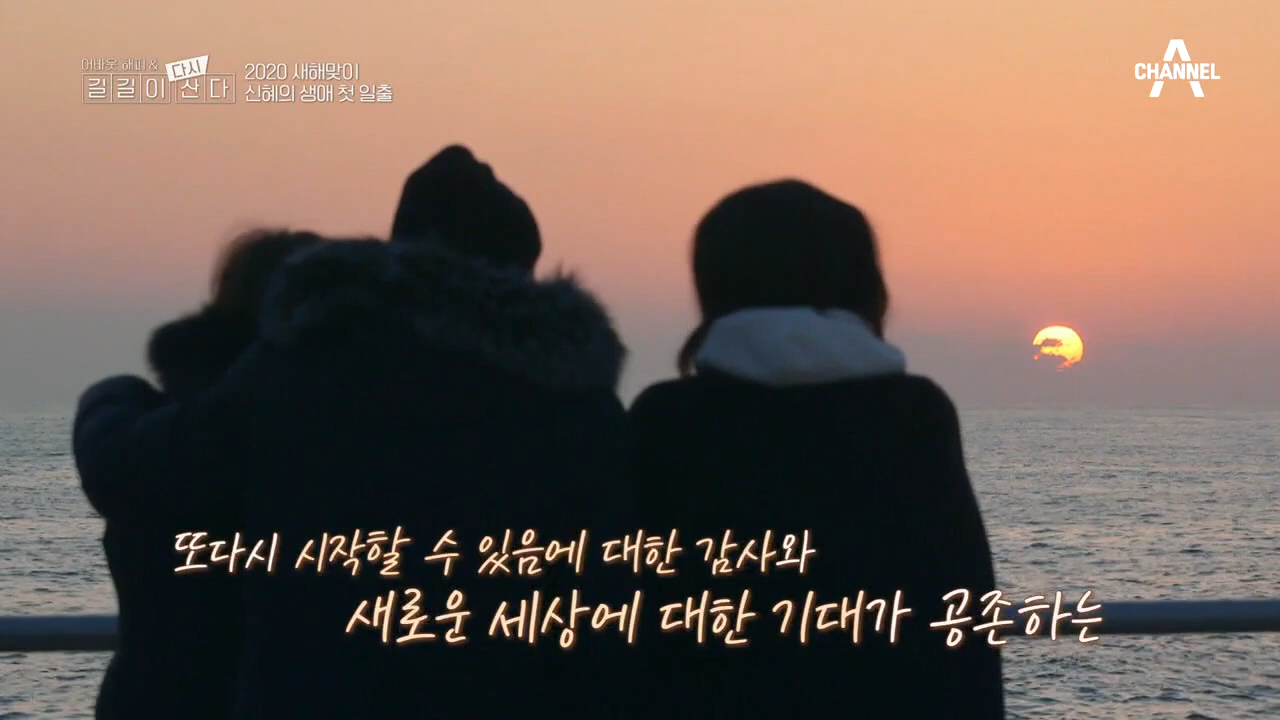 어바웃 해피 &
길길이 다시 산다
2020 새해맞이
신혜의 생애 첫 일출
CHANNEL A
또다시 시작할 수 있음에 대한 감사와
새로운 세상에 대한 기대가 공존하는